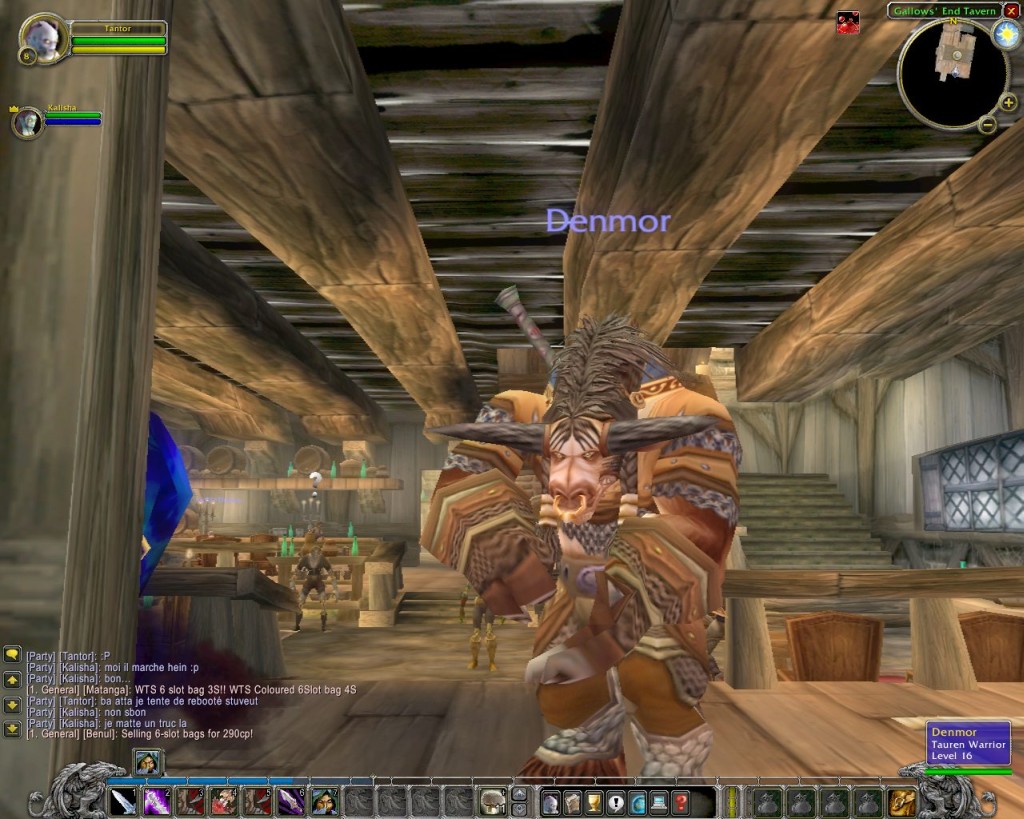 Tantor
8
Kalisha
Gallows' End Tavern
N
Denmor
[Party] [Tantor]: :P
[Party] [Kalisha]: moi il marche hein :p
[Party] [Kalisha]: bon...
[1. General] [Matanga]: WTS 6 slot bag 3S!! WTS Coloured 6Slot bag 4S
[Party] [Tantor]: ba atta je tente de rebooté stuveut
[Party] [Kalisha]: non sbon
[Party] [Kalisha]: je matte un truc la
[1. General] [Benul]: Selling 6-slot bags for 290cp!
Denmor
Tauren Warrior
Level 16